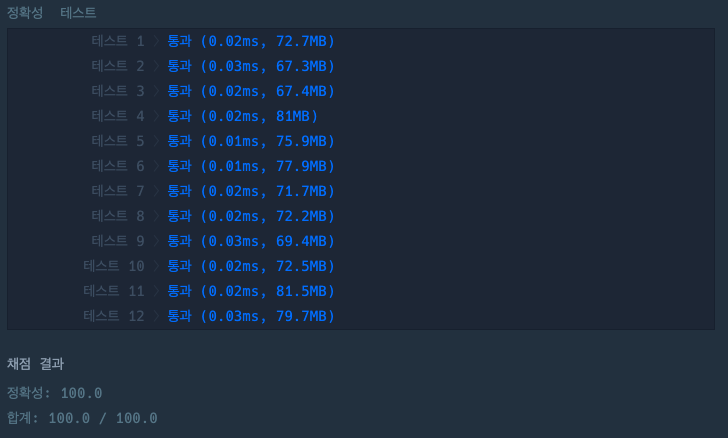 정확성 테스트
테스트 1 〉 통과 (0.02ms, 72.7MB)
테스트 2 〉 통과 (0.03ms, 67.3MB)
테스트 3 〉 통과 (0.02ms, 67.4MB)
테스트 4 〉 통과 (0.02ms, 81MB)
테스트 5 〉 통과 (0.01ms, 75.9MB)
테스트 6 〉 통과 (0.01ms, 77.9MB)
테스트 7 〉 통과 (0.02ms, 71.7MB)
테스트 8 〉 통과 (0.02ms, 72.2MB)
테스트 9 〉 통과 (0.03ms, 69.4MB)
테스트 10 〉 통과 (0.02ms, 72.5MB)
테스트 11 〉 통과 (0.02ms, 81.5MB)
테스트 12 〉 통과 (0.03ms, 79.7MB)
채점 결과
정확성: 100.0
합계: 100.0 / 100.0